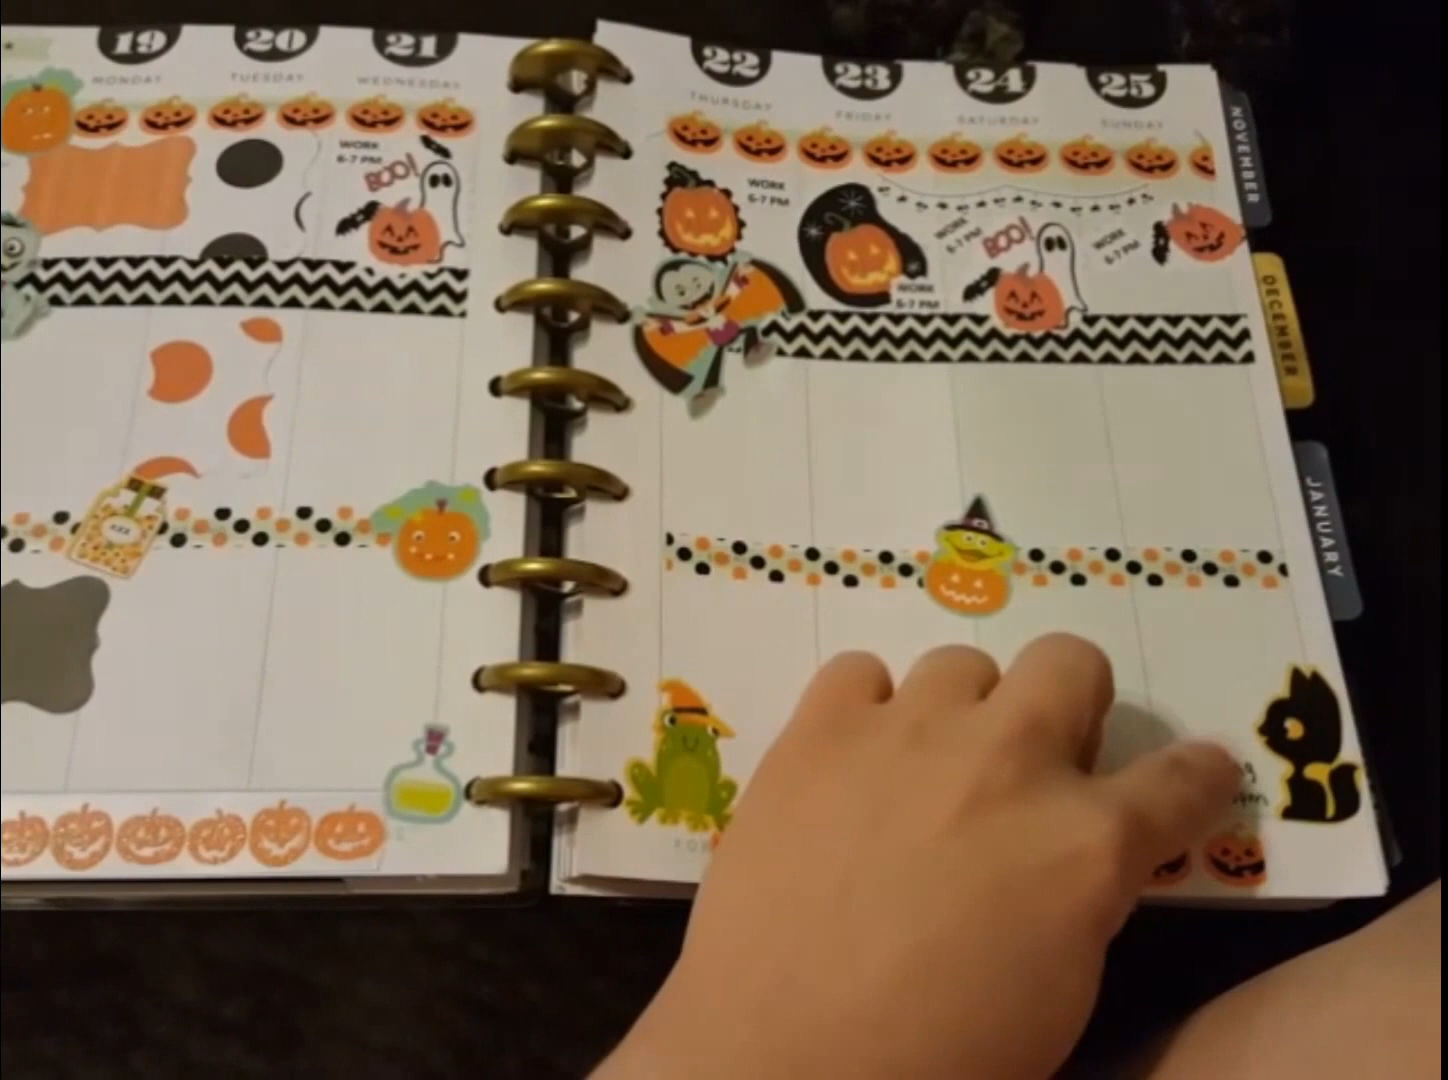 19
MONDAY
20
TUESDAY
21
WEDNESDAY
22
THURSDAY
23
FRIDAY
24
SATURDAY
25
SUNDAY
WORK
6-7 PM
BOO!
WORK
6-7 PM
WORK
6-7 PM
WORK
6-7 PM
BOO!
WORK
6-7 PM
XXX
NOVEMBER
DECEMBER
JANUARY